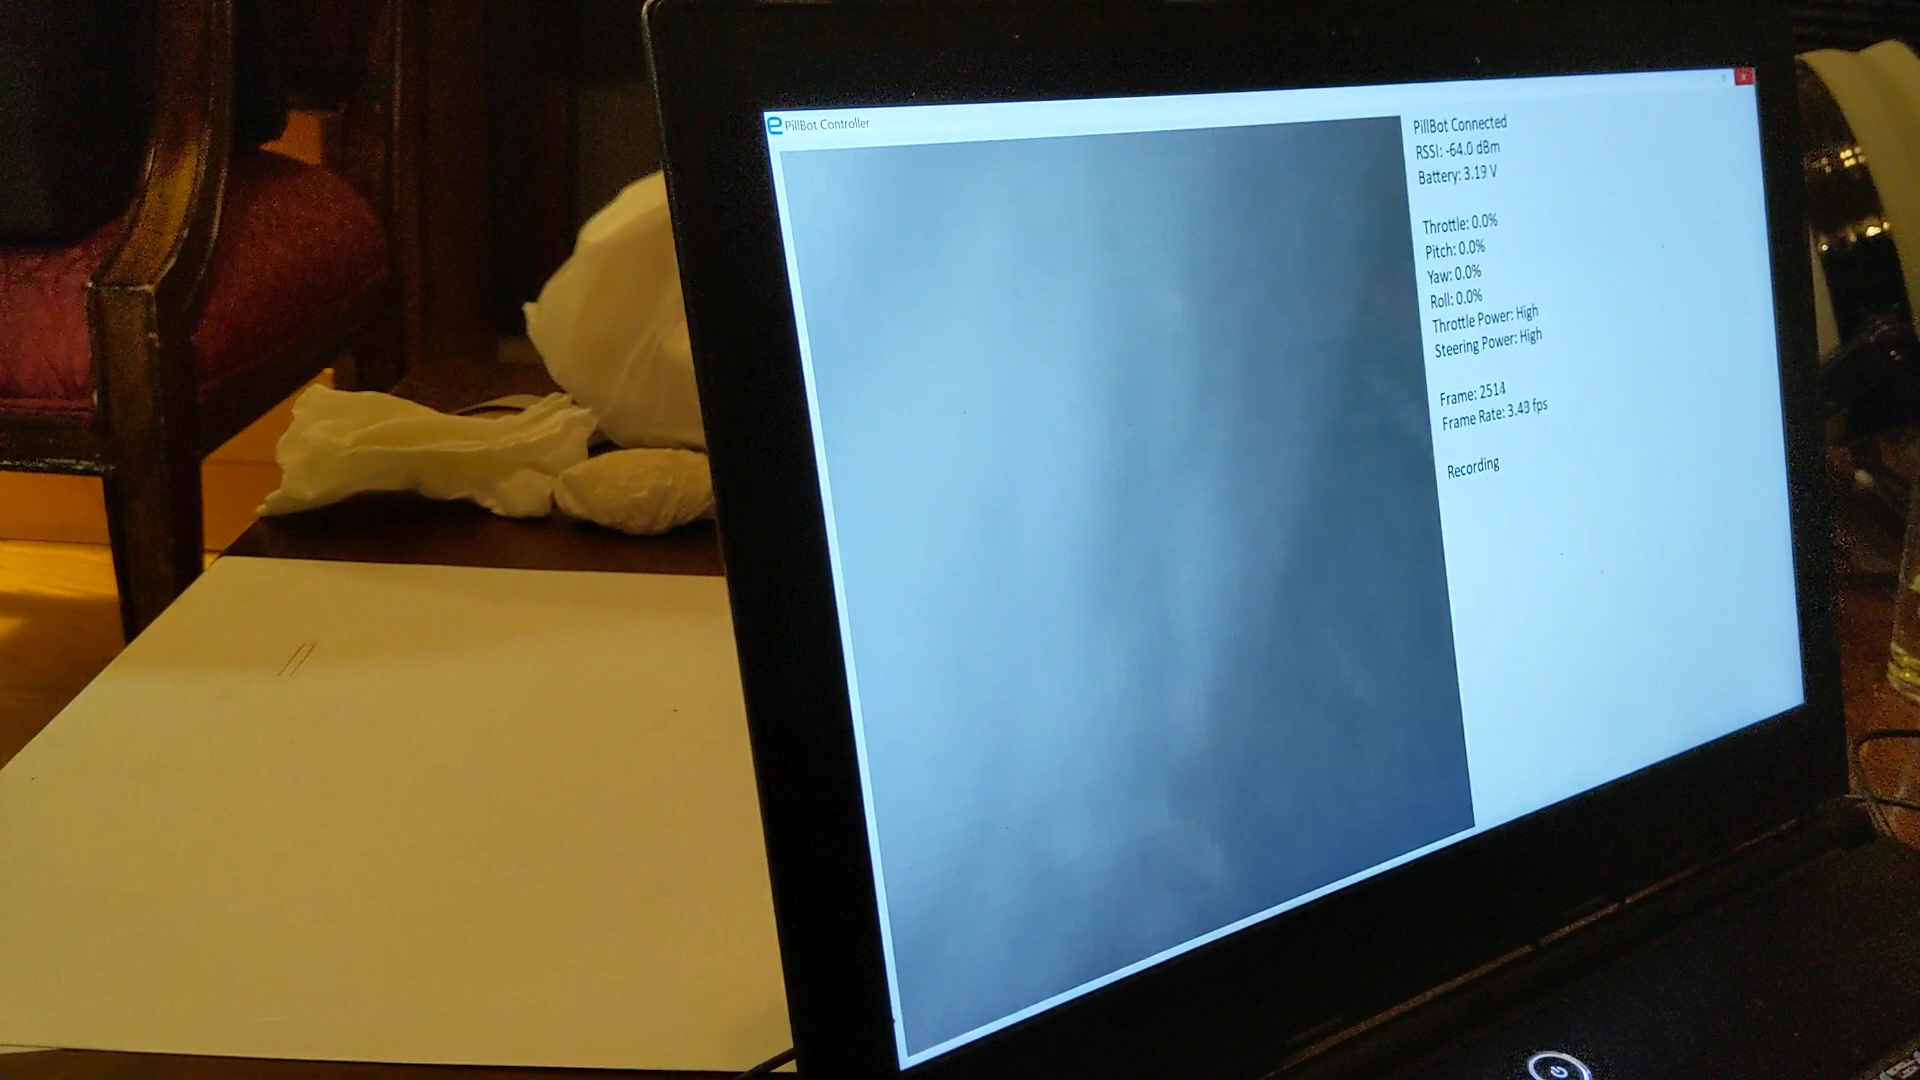 PillBot Controller
PillBot Connected
RSSI: -64.0 dBm
Battery: 3.19 V
Throttle: 0.0%
Pitch: 0.0%
Yaw: 0.0%
Roll: 0.0%
Throttle Power: High
Steering Power: High
Frame: 2514
Frame Rate: 3.43 fps
Recording